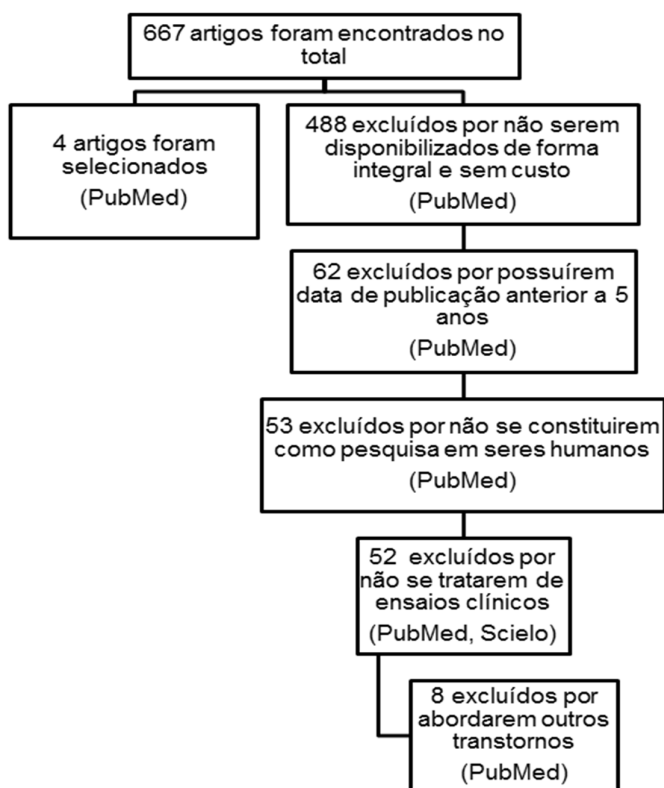 667 artigos foram encontrados no
total
4 artigos foram
selecionados
(PubMed)
488 excluídos por não serem
disponibilizados de forma
integral e sem custo
(PubMed)
62 excluídos por possuírem
data de publicação anterior a 5
anos
(PubMed)
53 excluídos por não se constituirem
como pesquisa em seres humanos
(PubMed)
52 excluídos por
não se tratarem de
ensaios clínicos
(PubMed, Scielo)
8 excluídos por
abordarem outros
transtornos
(PubMed)